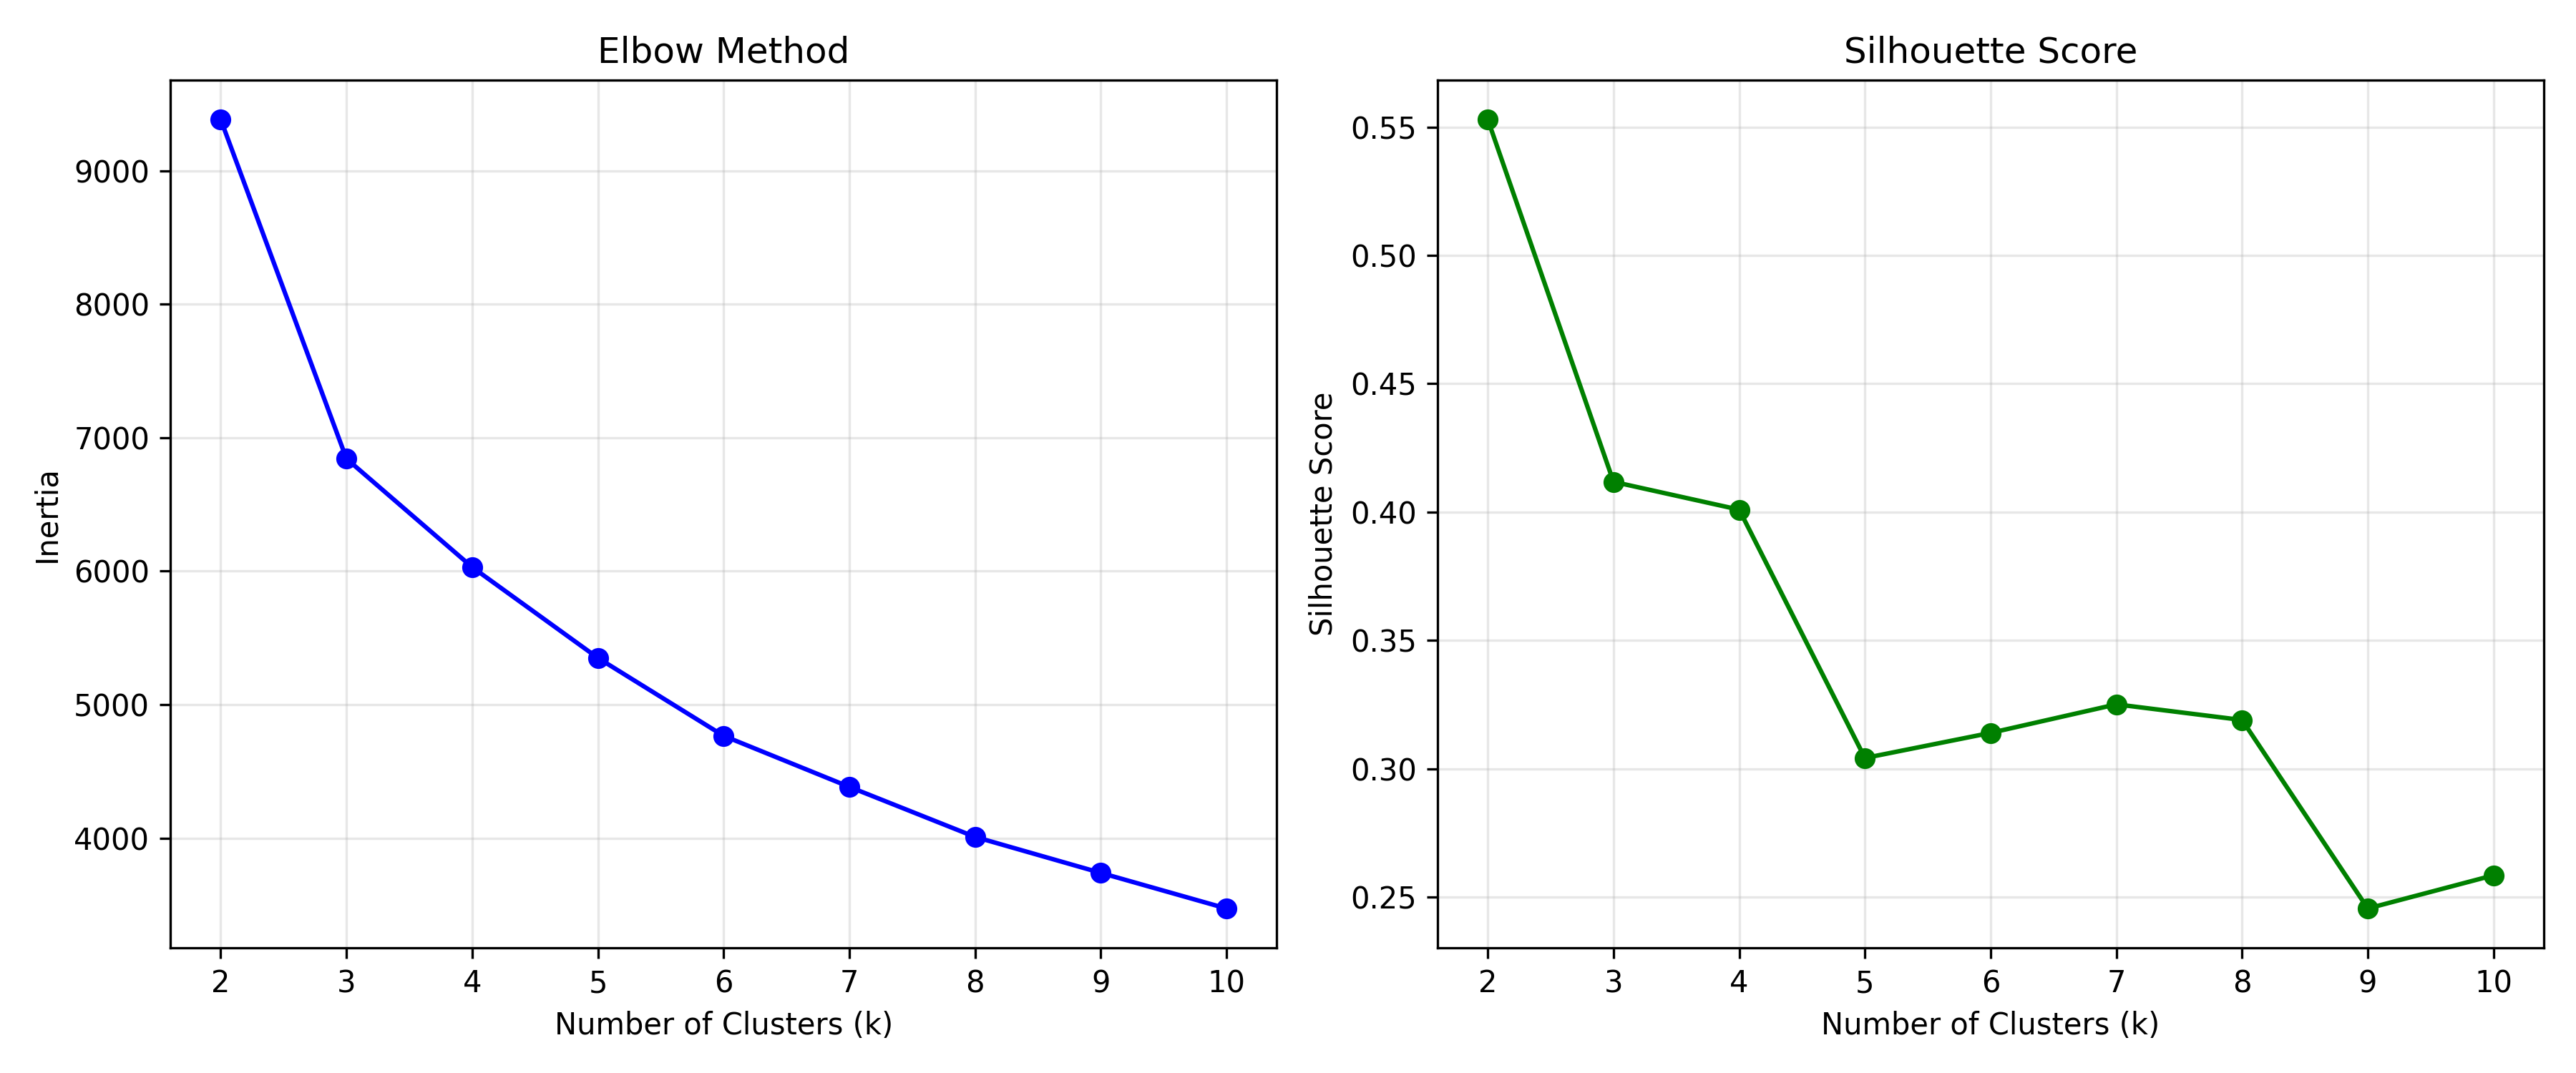 Elbow Method
Inertia
9000
8000
7000
6000
5000
4000
2 3 4 5 6 7 8 9 10
Number of Clusters (k)
Silhouette Score
Silhouette Score
0.55
0.50
0.45
0.40
0.35
0.30
0.25
2 3 4 5 6 7 8 9 10
Number of Clusters (k)